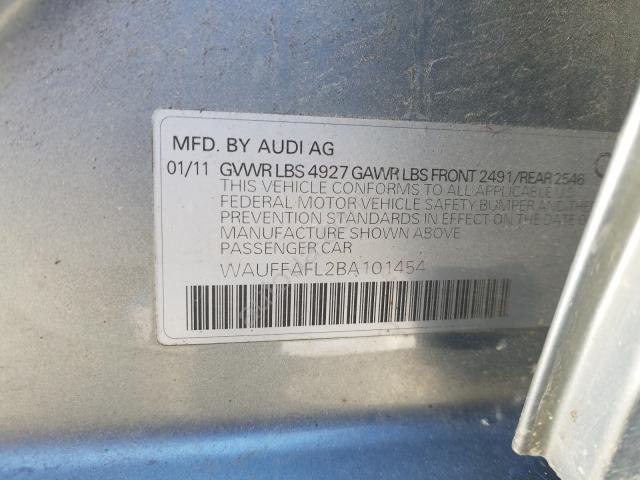 MFD. BY AUDI AG
01/11 GVWR LBS 4927 GAWR LBS FRONT 2491/REAR 2546
THIS VEHICLE CONFORMS TO ALL APPLICABLE U.S.
FEDERAL MOTOR VEHICLE SAFETY BUMPER AND THEFT
PREVENTION STANDARDS IN EFFECT ON THE DATE OF
MANUFACTURE SHOWN ABOVE
PASSENGER CAR
WAUFFAFL2BA101454